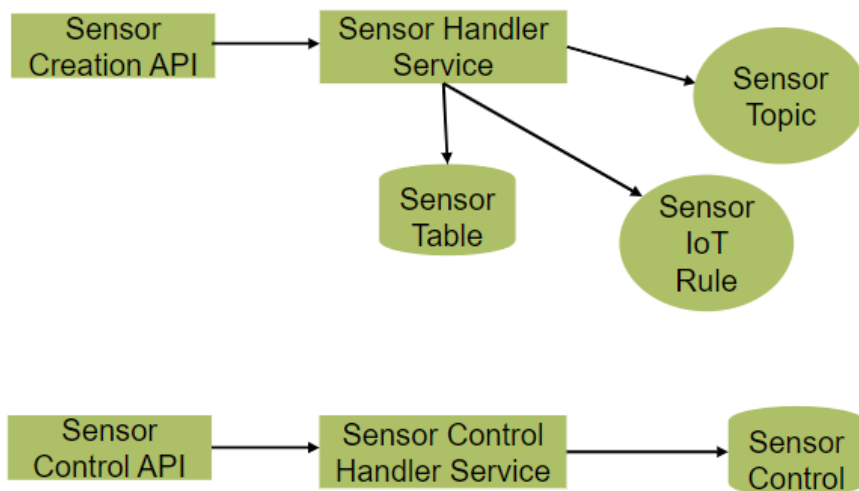 Sensor
Creation API
Sensor Handler
Service
Sensor
Topic
Sensor
Table
Sensor
IoT
Rule
Sensor
Control API
Sensor Control
Handler Service
Sensor
Control